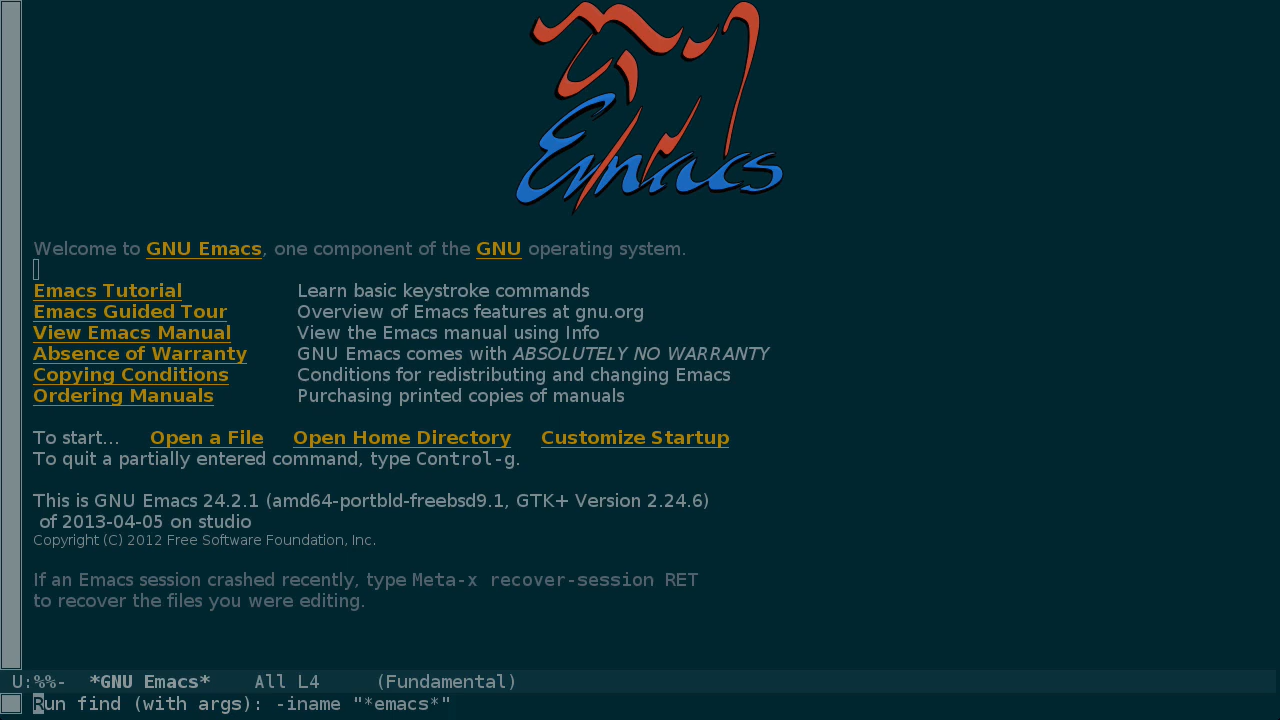 Emacs
Welcome to GNU Emacs, one component of the GNU operating system.
Emacs Tutorial Learn basic keystroke commands
Emacs Guided Tour Overview of Emacs features at gnu.org
View Emacs Manual View the Emacs manual using Info
Absence of Warranty GNU Emacs comes with ABSOLUTELY NO WARRANTY
Copying Conditions Conditions for redistributing and changing Emacs
Ordering Manuals Purchasing printed copies of manuals
To start... Open a File Open Home Directory Customize Startup
To quit a partially entered command, type Control-g.
This is GNU Emacs 24.2.1 (amd64-portbld-freebsd9.1, GTK+ Version 2.24.6)
of 2013-04-05 on studio
Copyright (C) 2012 Free Software Foundation, Inc.
If an Emacs session crashed recently, type Meta-x recover-session RET
to recover the files you were editing.
U:%%- *GNU Emacs* All L4 (Fundamental)
Run find (with args): -iname "*emacs*"